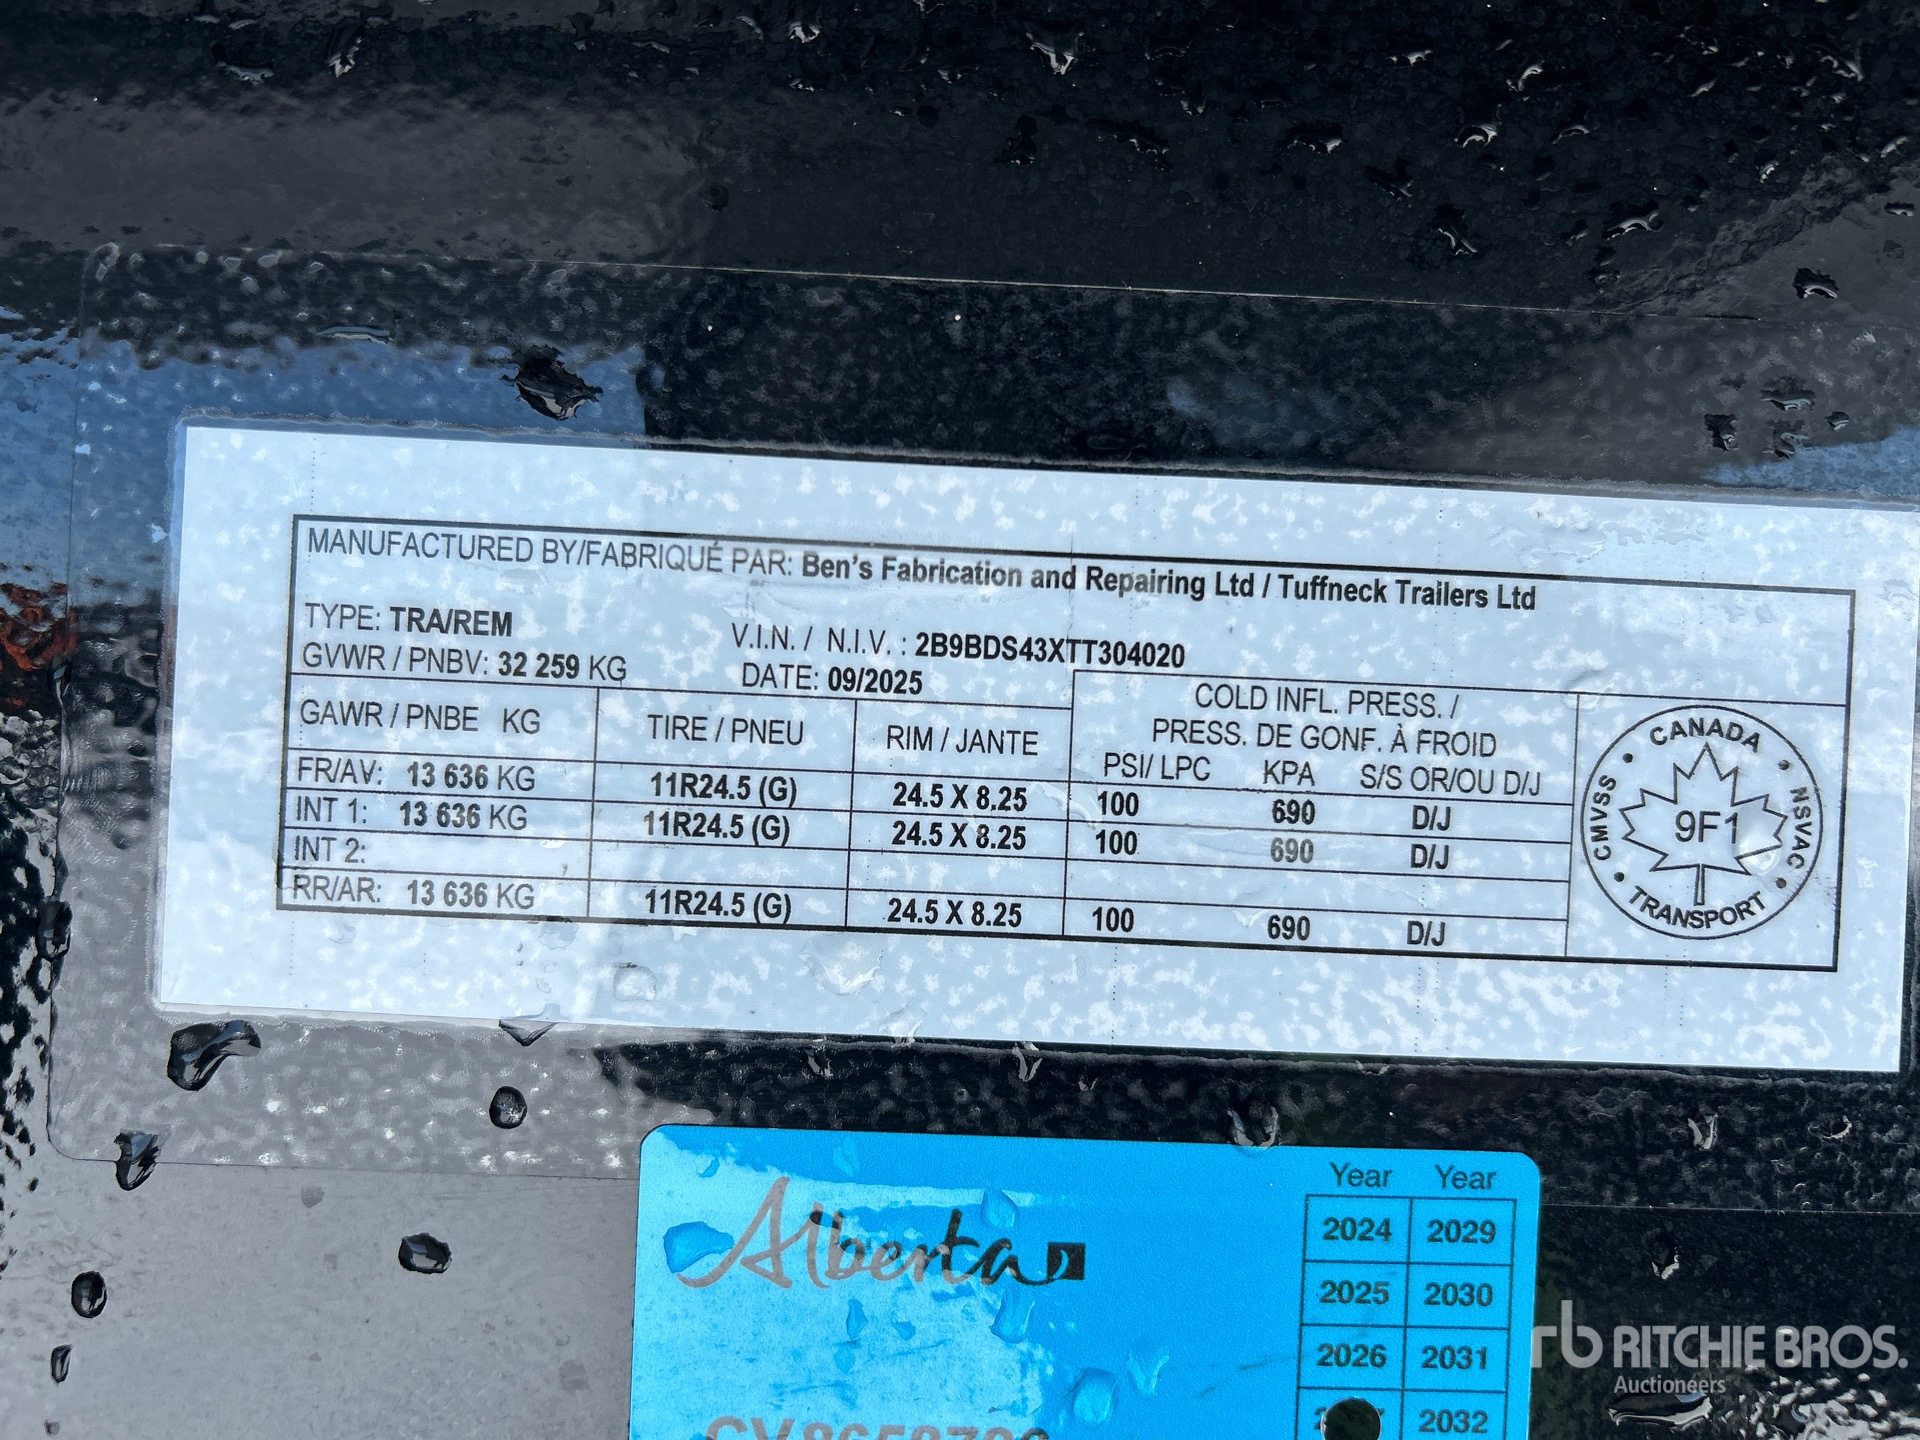 MANUFACTURED BY/FABRIQUÉ PAR: Ben's Fabrication and Repairing Ltd / Tuffneck Trailers Ltd
TYPE: TRA/REM V.I.N. / N.I.V. : 2B9BDS43XTT304020
GVWR / PNBV: 32 259 KG DATE: 09/2025
GAWR / PNBE KG TIRE / PNEU RIM / JANTE COLD INFL. PRESS. /
PRESS. DE GONF. À FROID
PSI/ LPC KPA S/S OR/OU D/J
FR/AV: 13 636 KG 11R24.5 (G) 24.5 X 8.25 100 690 D/J
INT 1: 13 636 KG 11R24.5 (G) 24.5 X 8.25 100 690 D/J
INT 2:
RR/AR: 13 636 KG 11R24.5 (G) 24.5 X 8.25 100 690 D/J
CANADA
CMVSS 9F1 NSVAC
TRANSPORT
Alberta
Year Year
2024 2029
2025 2030
2026 2031
2032
rb RITCHIE BROS.
Auctioneers